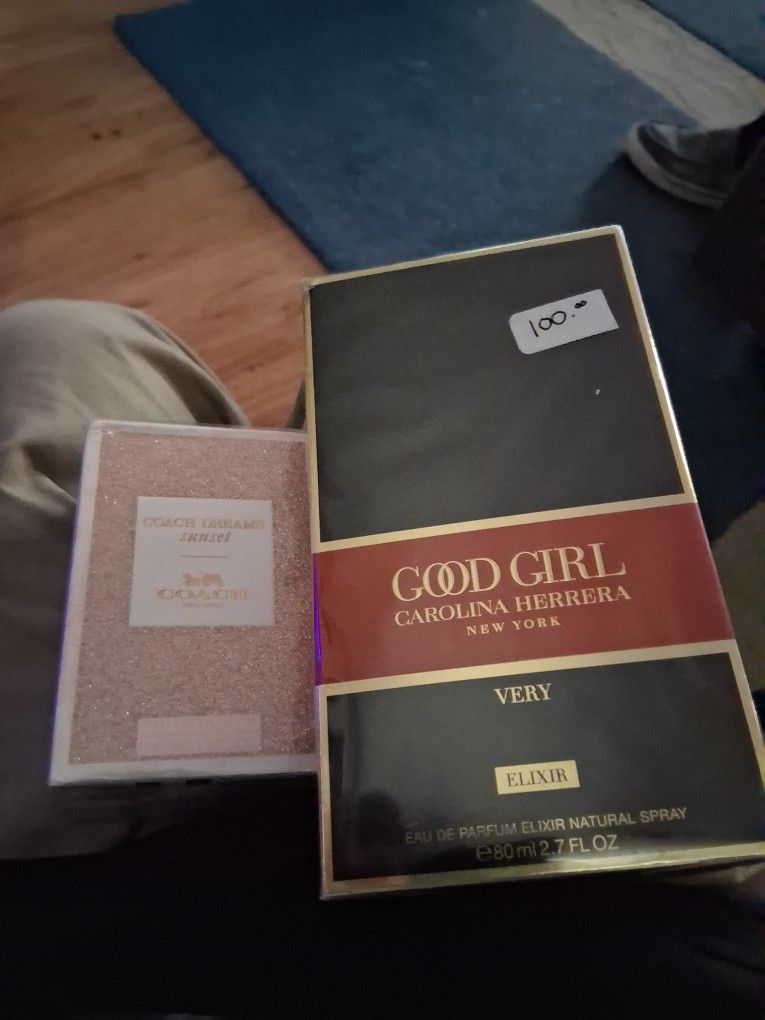 100.00
COACH DREAMS
sunset
COACH
GOOD GIRL
CAROLINA HERRERA
NEW YORK
VERY
ELIXIR
EAU DE PARFUM ELIXIR NATURAL SPRAY
e80 ml 2.7 FL OZ